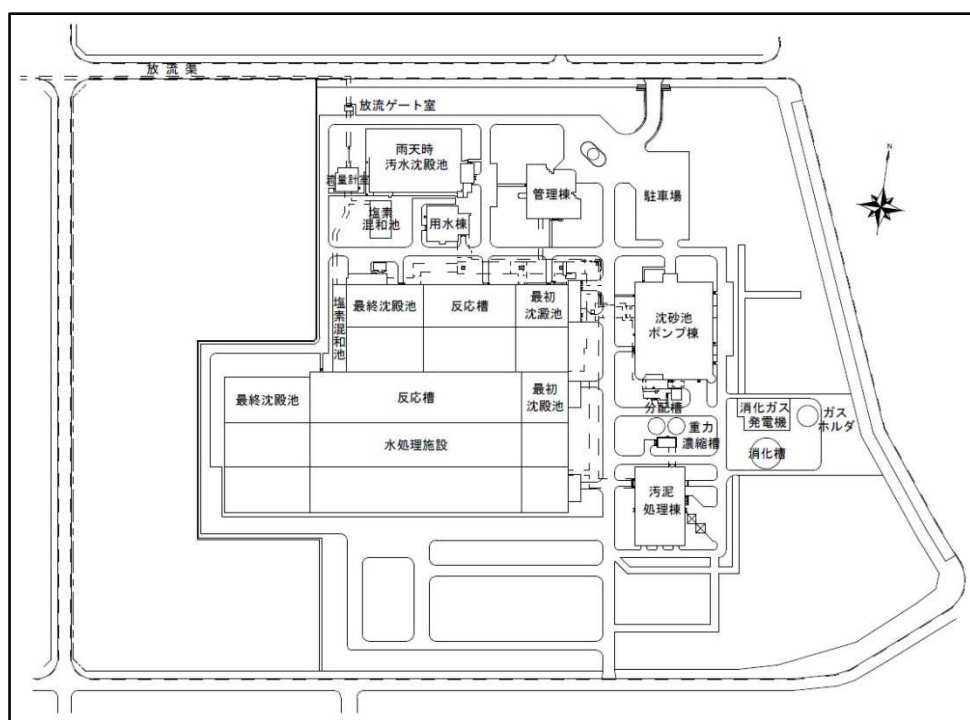 放流渠
放流ゲート室
雨天時
汚水沈殿池
流量計室
塩素
混和池
用水棟
管理棟
駐車場
N
塩素混和池
最終沈殿池
反応槽
最初
沈澱池
沈砂池
ポンプ棟
最終沈殿池
反応槽
最初
沈殿池
水処理施設
分配槽
重力
濃縮槽
消化ガス
発電機
ガス
ホルダ
消化槽
汚泥
処理棟